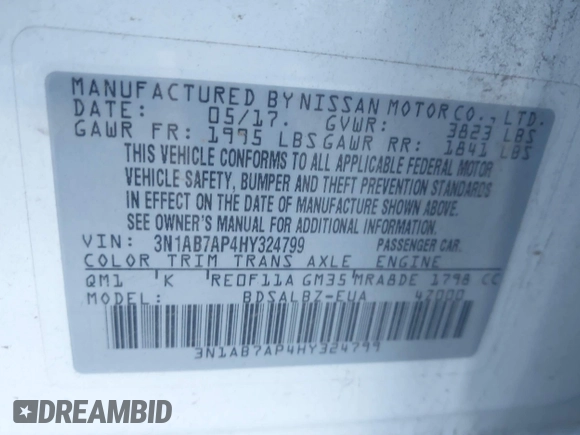 MANUFACTURED BY NISSAN MOTOR CO., LTD.
DATE: 05/17. GVWR: 3823 LBS
GAWR FR: 1995 LBS GAWR RR: 1841 LBS
THIS VEHICLE CONFORMS TO ALL APPLICABLE FEDERAL MOTOR
VEHICLE SAFETY, BUMPER AND THEFT PREVENTION STANDARDS
IN EFFECT ON THE DATE OF MANUFACTURE SHOWN ABOVE.
SEE OWNER'S MANUAL FOR ADDITIONAL INFORMATION.
VIN: 3N1AB7AP4HY324799 PASSENGER CAR.
COLOR TRIM TRANS AXLE ENGINE
QM1 K RE0F11A GM35 MRA8DE 1798 CC
MODEL: BDSALBZ-EUA 4Z000
3N1AB7AP4HY324799
DREAMBID